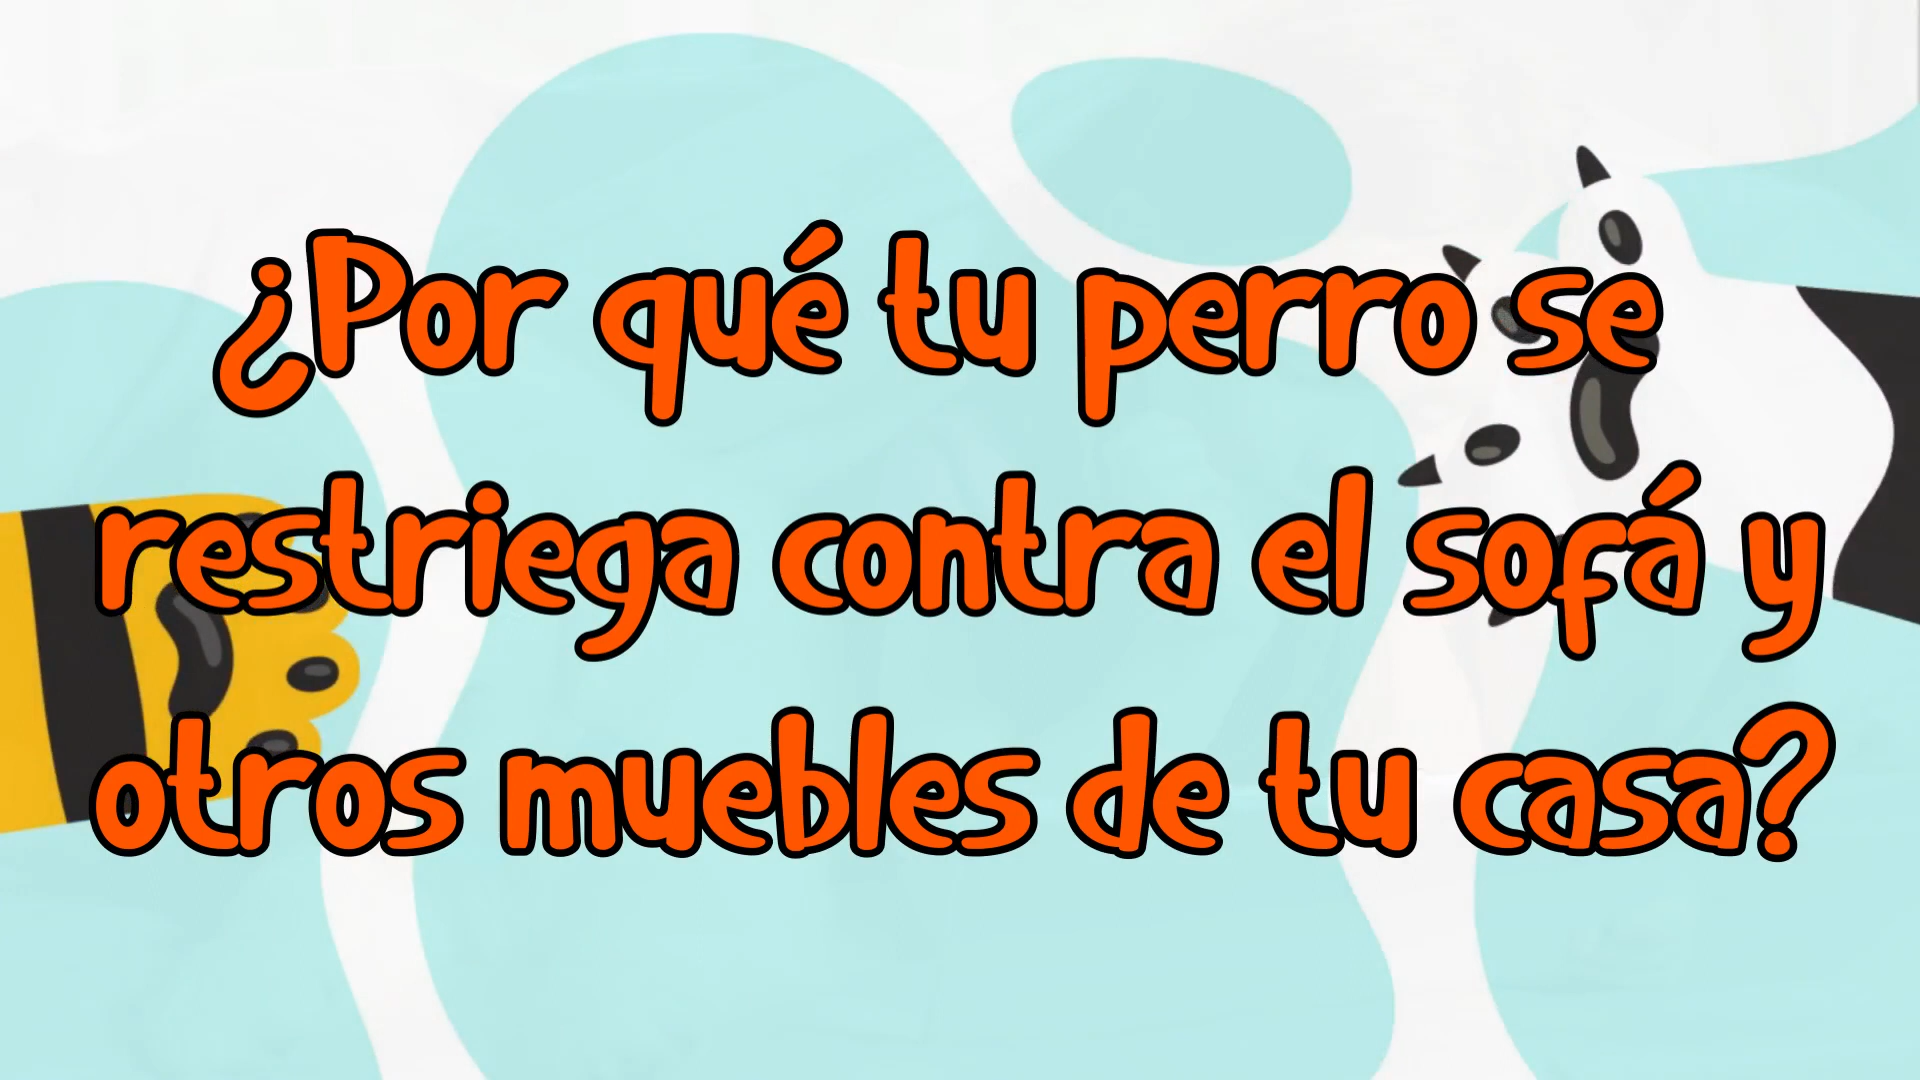 ¿Por qué tu perro se
restriega contra el sofá y
otros muebles de tu casa?